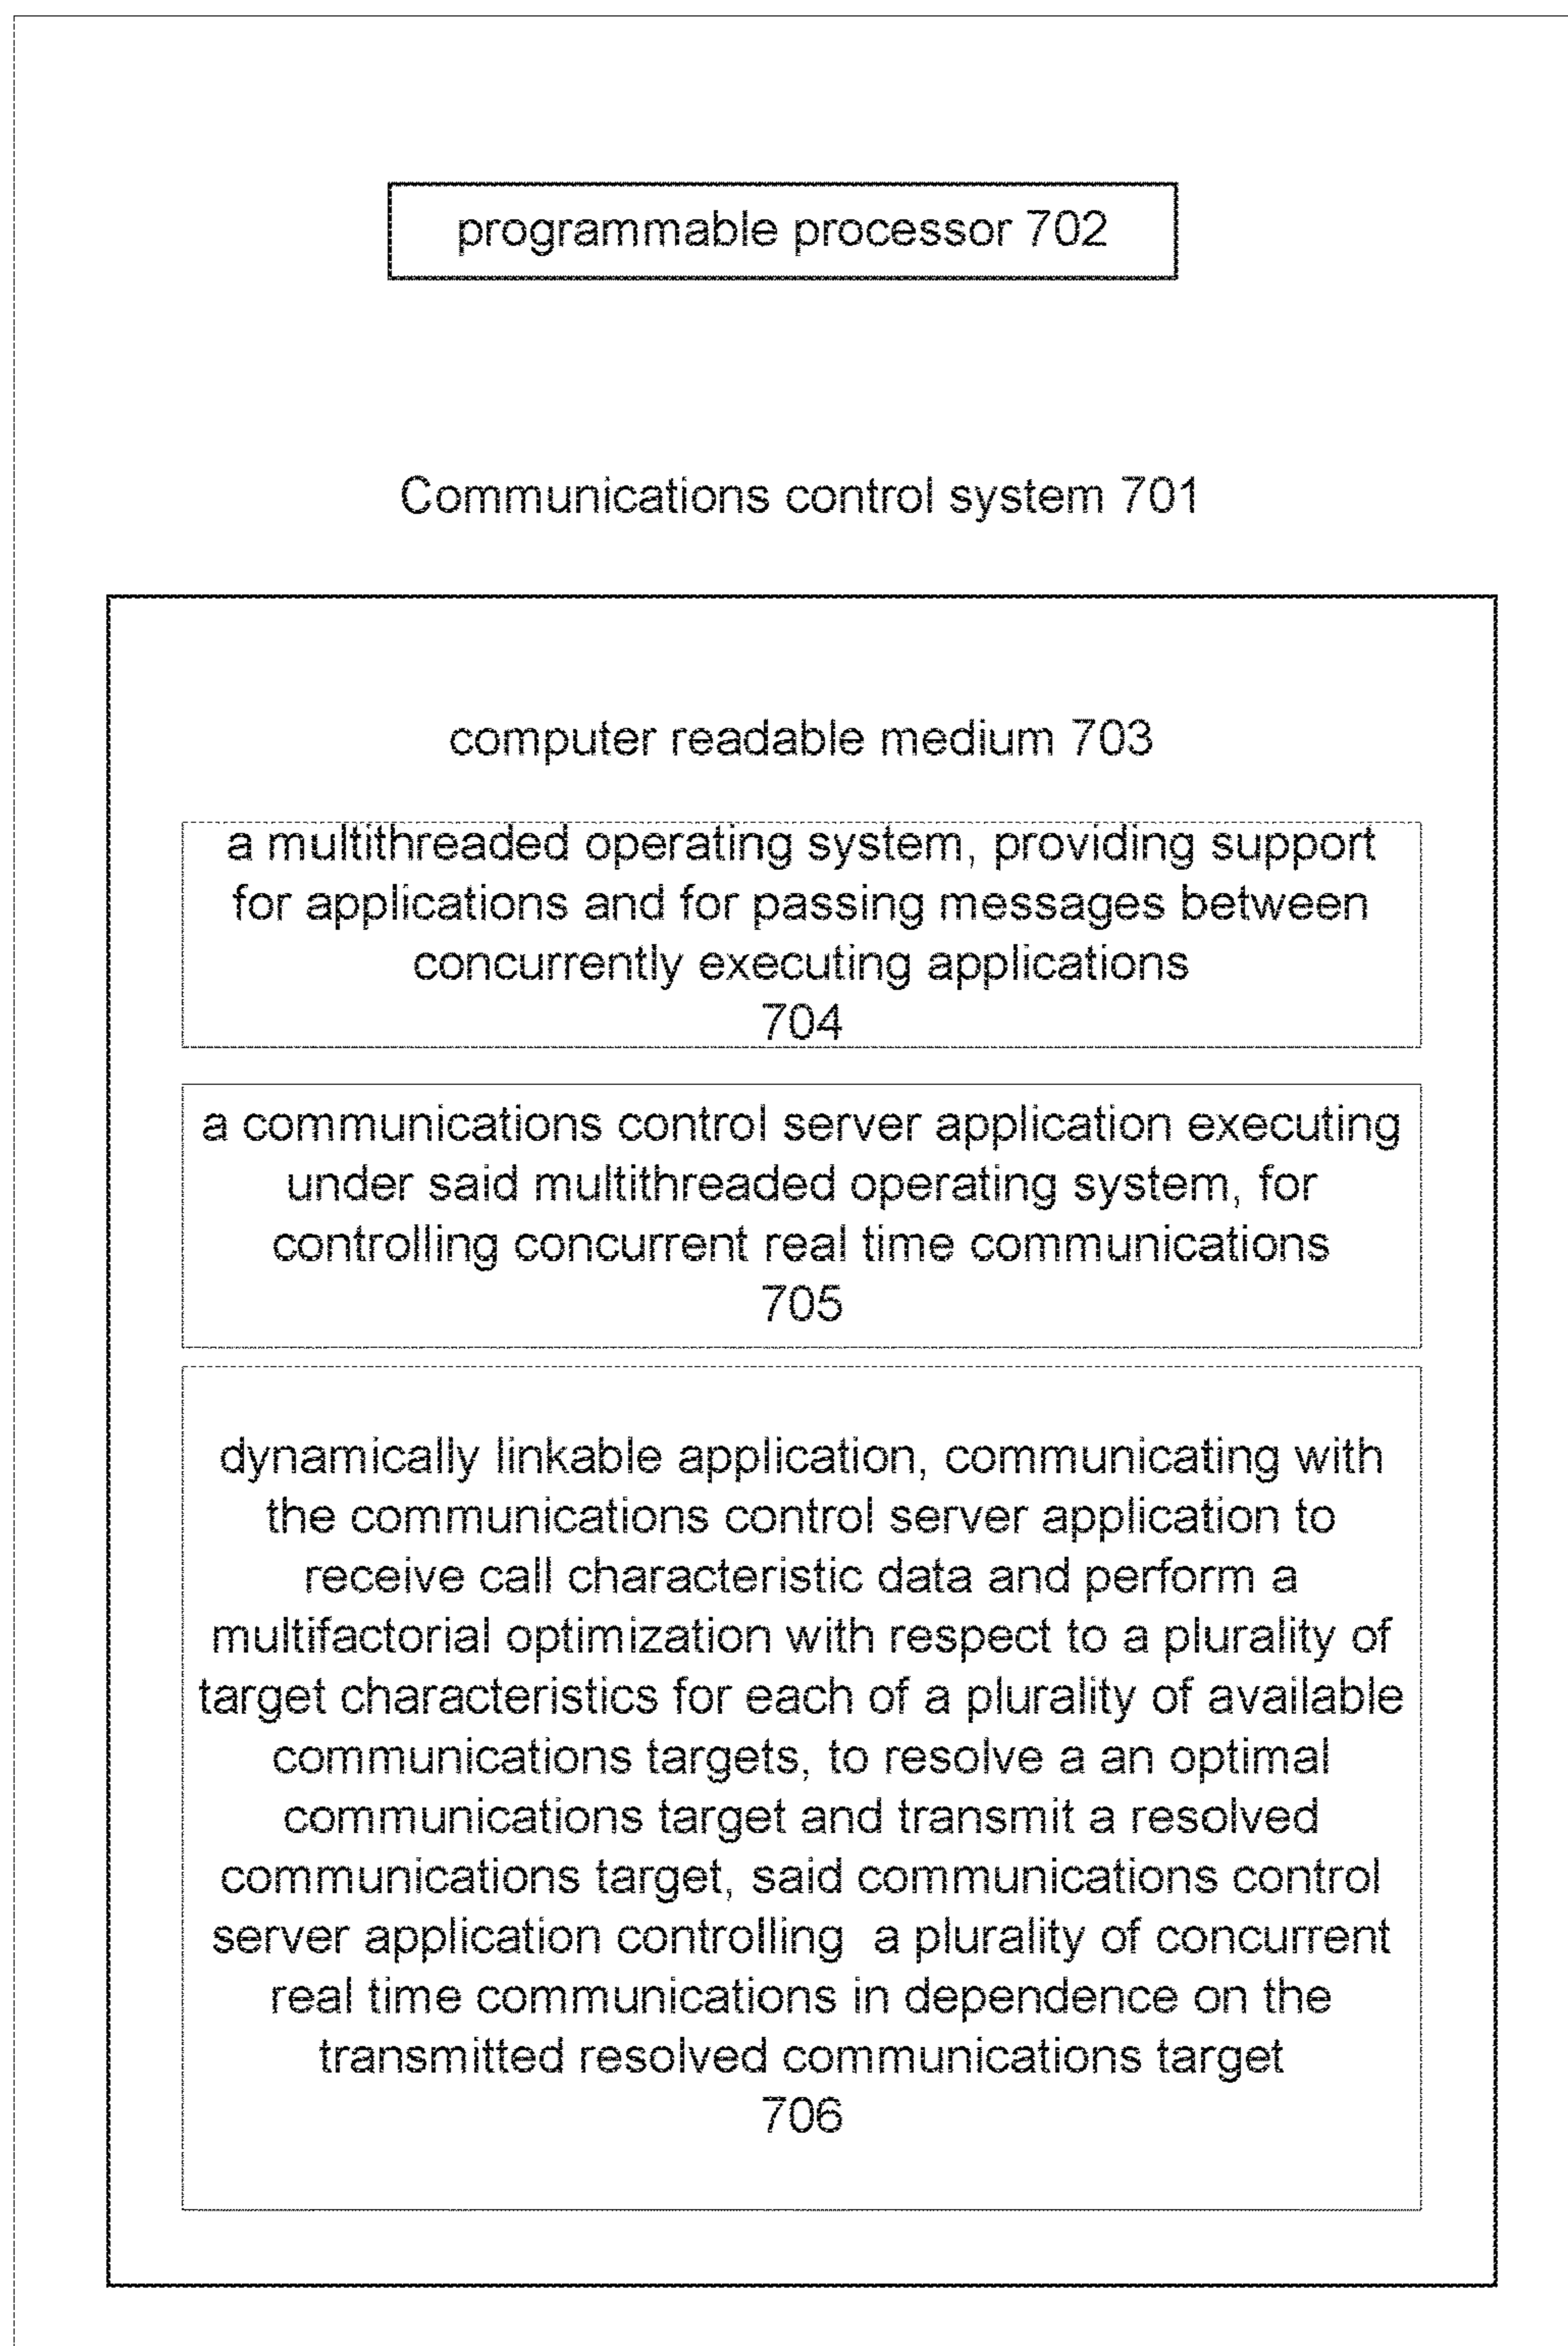 programmable processor 702
Communications control system 701
computer readable medium 703
a multithreaded operating system, providing support
for applications and for passing messages between
concurrently executing applications
704
a communications control server application executing
under said multithreaded operating system, for
controlling concurrent real time communications
705
dynamically linkable application, communicating with
the communications control server application to
receive call characteristic data and perform a
multifactorial optimization with respect to a plurality of
target characteristics for each of a plurality of available
communications targets, to resolve a an optimal
communications target and transmit a resolved
communications target, said communications control
server application controlling  a plurality of concurrent
real time communications in dependence on the
transmitted resolved communications target
706